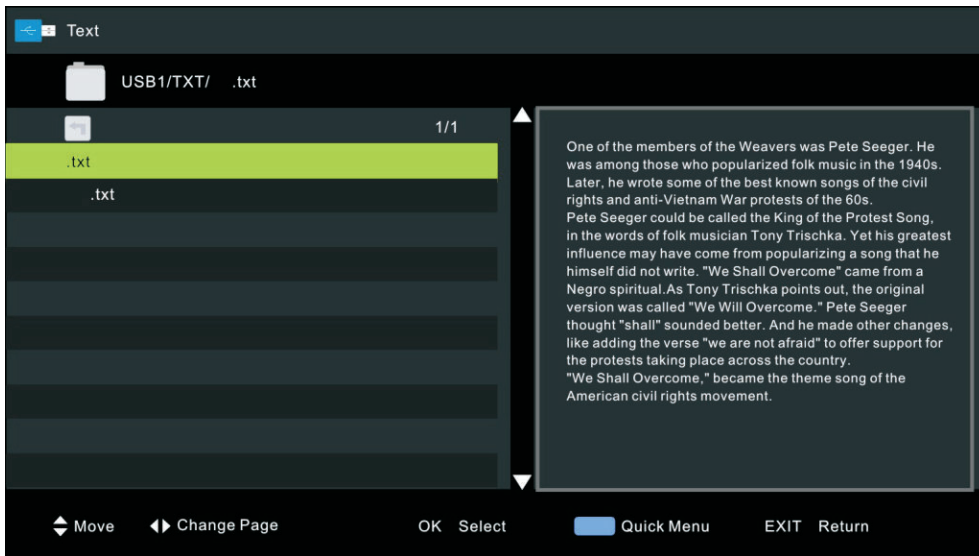 Text
USB1/TXT/ .txt
1/1
.txt
.txt
One of the members of the Weavers was Pete Seeger. He
was among those who popularized folk music in the 1940s.
Later, he wrote some of the best known songs of the civil
rights and anti-Vietnam War protests of the 60s.
Pete Seeger could be called the King of the Protest Song,
in the words of folk musician Tony Trischka. Yet his greatest
influence may have come from popularizing a song that he
himself did not write. "We Shall Overcome" came from a
Negro spiritual.As Tony Trischka points out, the original
version was called "We Will Overcome." Pete Seeger
thought "shall" sounded better. And he made other changes,
like adding the verse "we are not afraid" to offer support for
the protests taking place across the country.
"We Shall Overcome," became the theme song of the
American civil rights movement.
Move Change Page OK Select Quick Menu EXIT Return